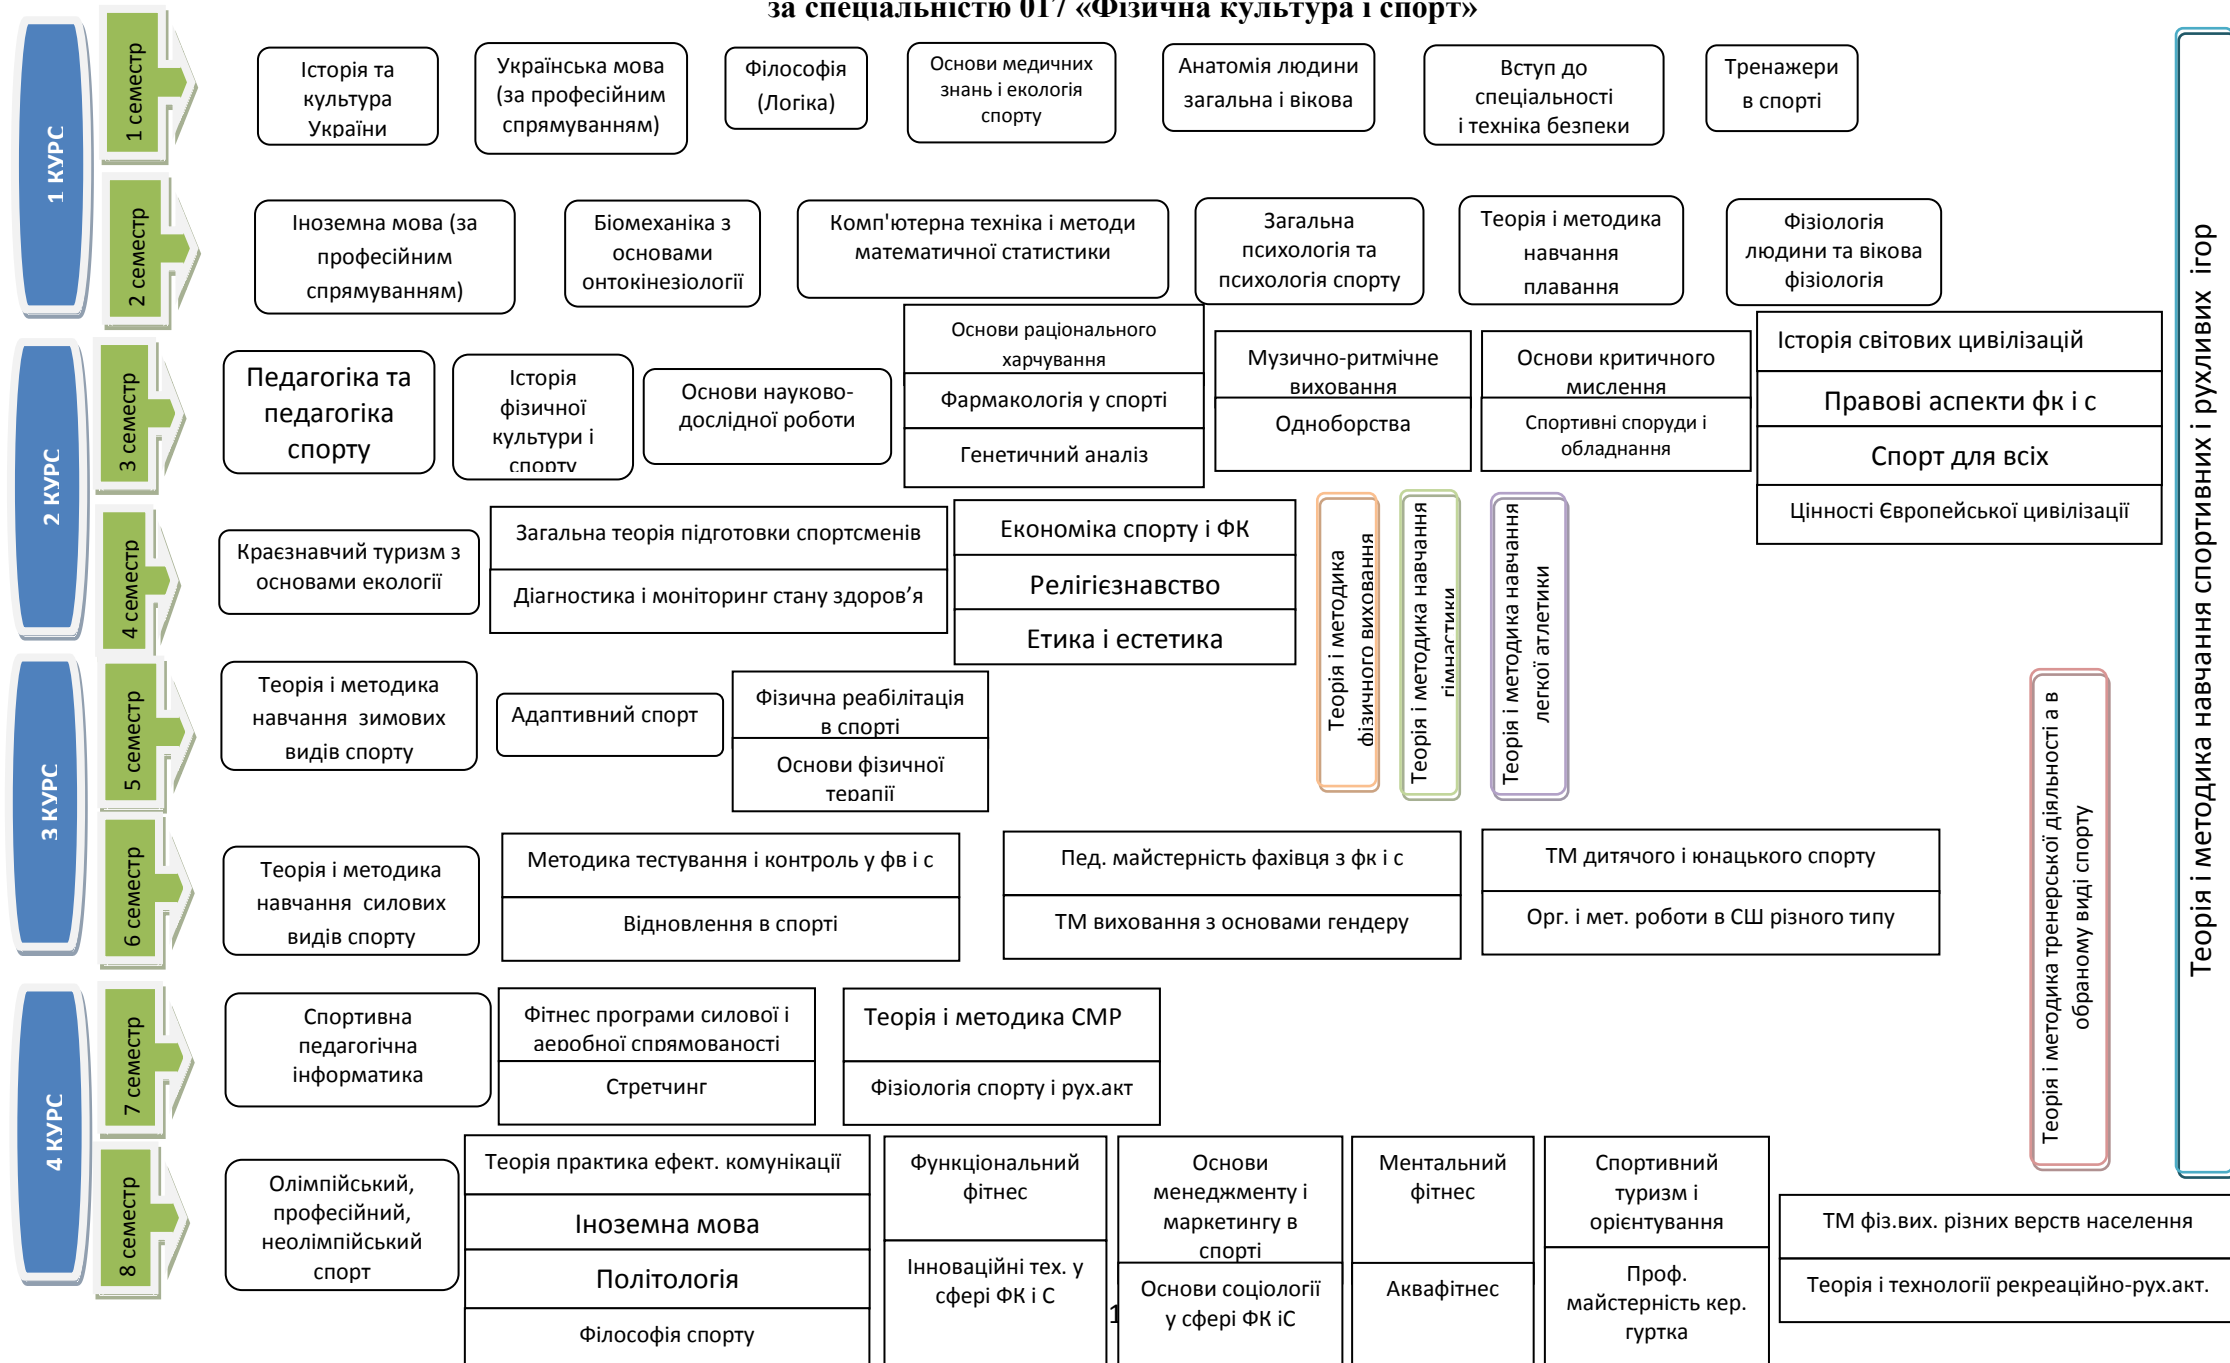 за спеціальністю 017 «Фізична культура і спорт»
1 КУРС
1 семестр
Історія та
культура
України
Українська мова
(за професійним
спрямуванням)
Філософія
(Логіка)
Основи медичних
знань і екологія
спорту
Анатомія людини
загальна і вікова
Вступ до
спеціальності
і техніка безпеки
Тренажери
в спорті
2 семестр
Іноземна мова (за
професійним
спрямуванням)
Біомеханіка з
основами
онтокінезіології
Комп'ютерна техніка і методи
математичної статистики
Загальна
психологія та
психологія спорту
Теорія і методика
навчання
плавання
Фізіологія
людини та вікова
фізіологія
2 КУРС
3 семестр
Педагогіка та
педагогіка
спорту
Історія
фізичної
культури і
спорту
Основи науково-
дослідної роботи
Основи раціонального
харчування
Фармакологія у спорті
Генетичний аналіз
Музично-ритмічне
виховання
Одноборства
Основи критичного
мислення
Спортивні споруди і
обладнання
Історія світових цивілізацій
Правові аспекти фк і с
Спорт для всіх
Цінності Європейської цивілізації
4 семестр
Краєзнавчий туризм з
основами екології
Загальна теорія підготовки спортсменів
Діагностика і моніторинг стану здоров’я
Економіка спорту і ФК
Релігієзнавство
Етика і естетика
Теорія і методика
фізичного виховання
Теорія і методика навчання
гімнастики
Теорія і методика навчання
легкої атлетики
3 КУРС
5 семестр
Теорія і методика
навчання зимових
видів спорту
Адаптивний спорт
Фізична реабілітація
в спорті
Основи фізичної
терапії
6 семестр
Теорія і методика
навчання силових
видів спорту
Методика тестування і контроль у фв і с
Відновлення в спорті
Пед. майстерність фахівця з фк і с
ТМ виховання з основами гендеру
ТМ дитячого і юнацького спорту
Орг. і мет. роботи в СШ різного типу
4 КУРС
7 семестр
Спортивна
педагогічна
інформатика
Фітнес програми силової і
аеробної спрямованості
Стретчинг
Теорія і методика СМР
Фізіологія спорту і рух.акт
8 семестр
Олімпійський,
професійний,
неолімпійський
спорт
Теорія практика ефект. комунікації
Іноземна мова
Політологія
Філософія спорту
Функціональний
фітнес
Інноваційні тех. у
сфері ФК і С
1
Основи
менеджменту і
маркетингу в
спорті
Основи соціології
у сфері ФК іС
Ментальний
фітнес
Аквафітнес
Спортивний
туризм і
орієнтування
Проф.
майстерність кер.
гуртка
ТМ фіз.вих. різних верств населення
Теорія і технології рекреаційно-рух.акт.
Теорія і методика тренерської діяльності а в
обраному виді спорту
Теорія і методика навчання спортивних і рухливих ігор